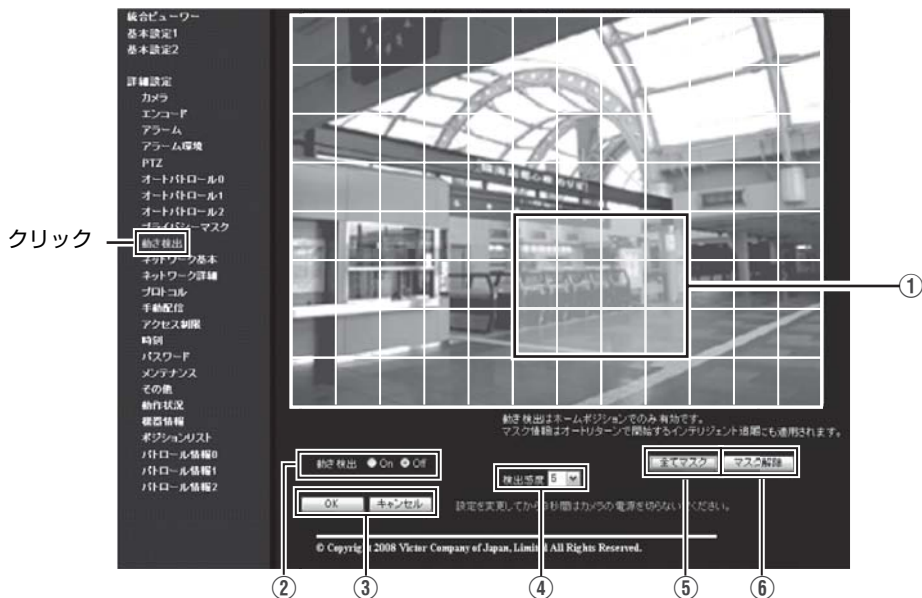 統合ビューワー
基本設定1
基本設定2
詳細設定
カメラ
エンコード
アラーム
アラーム環境
PTZ
オートパトロール0
オートパトロール1
オートパトロール2
プライバシーマスク
クリック
動き検出
ネットワーク基本
ネットワーク詳細
プロトコル
手動配信
アクセス制限
時刻
パスワード
メンテナンス
その他
動作状況
機器情報
ポジションリスト
パトロール情報0
パトロール情報1
パトロール情報2
①
動き検出はホームポジションでのみ有効です。
マスク情報はオートリターンで開始するインテリジェント追尾にも適用されます。
動き検出 On Off
検出感度 5
全てマスク マスク解除
OK キャンセル
設定を変更してから 秒間はカメラの電源を切らない ください。
© Copyright 2008 Victor Company of Japan, Limited All Rights Reserved.
② ③ ④ ⑤ ⑥